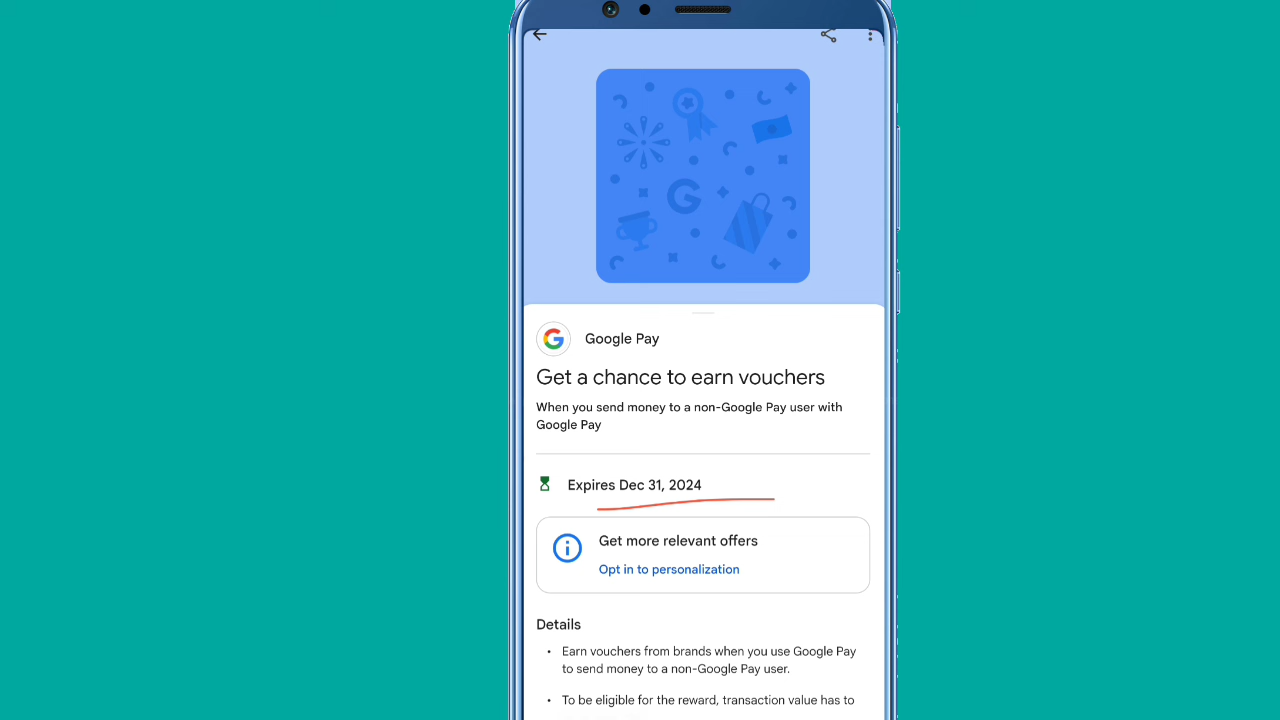 Google Pay
Get a chance to earn vouchers
When you send money to a non-Google Pay user with
Google Pay
Expires Dec 31, 2024
Get more relevant offers
Opt in to personalization
Details
• Earn vouchers from brands when you use Google Pay
to send money to a non-Google Pay user.
• To be eligible for the reward, transaction value has to